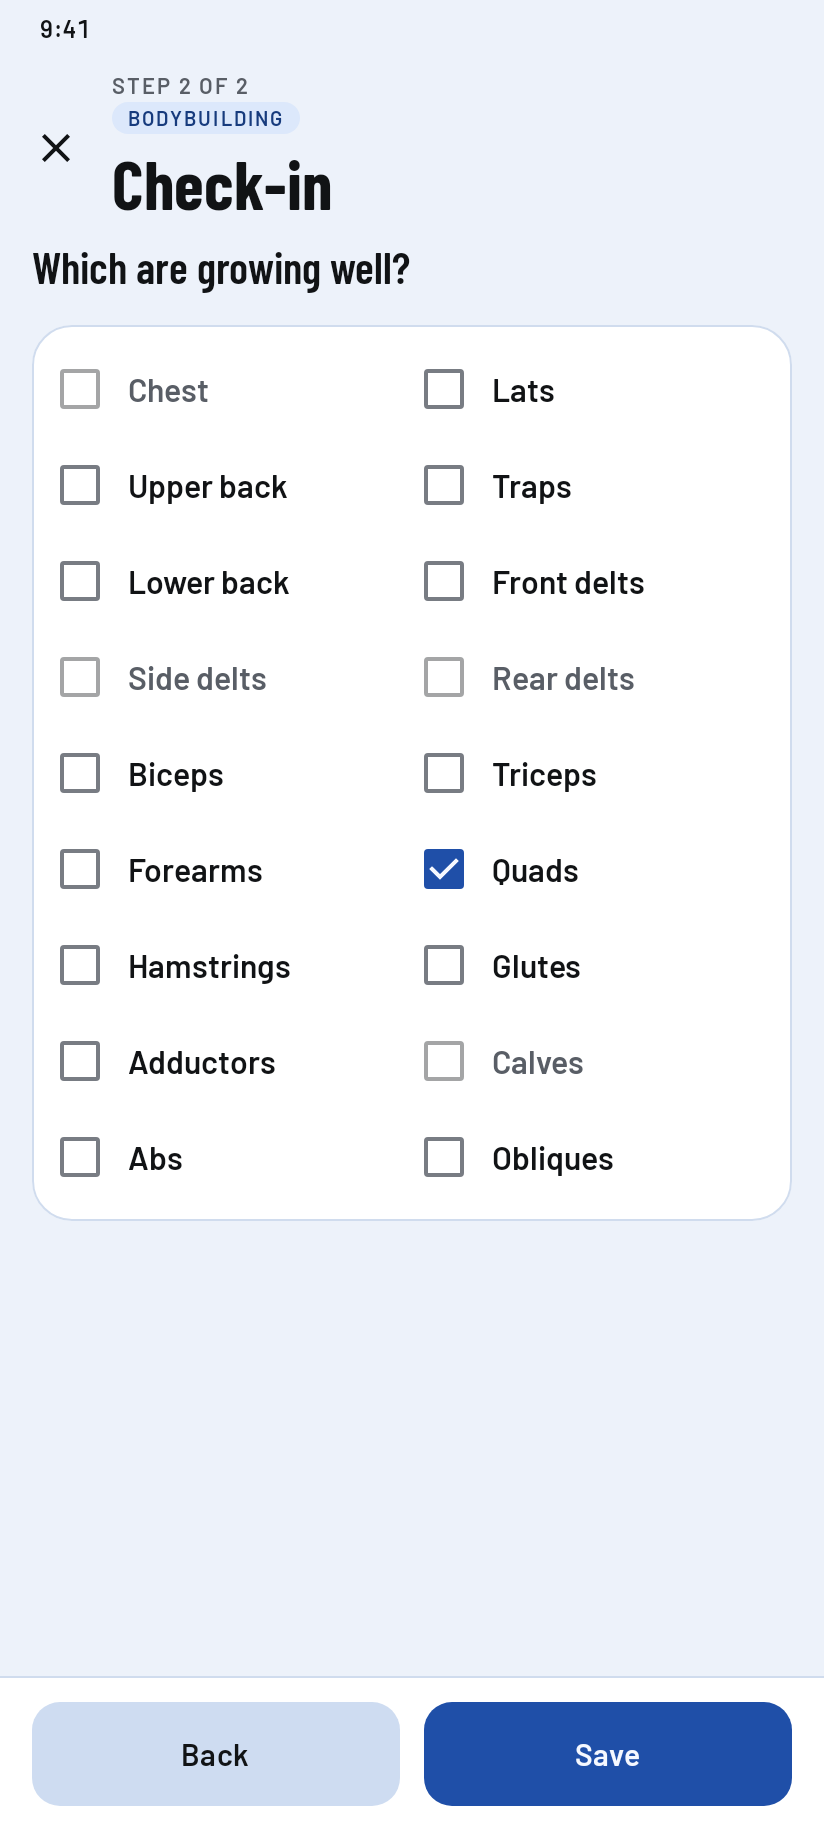 9:41
STEP 2 OF 2
BODYBUILDING
Check-in
Which are growing well?
Chest
Lats
Upper back
Traps
Lower back
Front delts
Side delts
Rear delts
Biceps
Triceps
Forearms
Quads
Hamstrings
Glutes
Adductors
Calves
Abs
Obliques
Back
Save